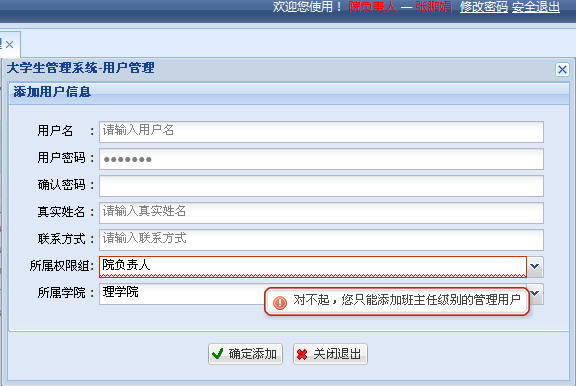 欢迎您使用！ 院负责人 — 张鹏娟 修改密码 安全退出
大学生管理系统-用户管理
添加用户信息
用户名 : 请输入用户名
用户密码 : ●●●●●●●
确认密码 :
真实姓名 : 请输入真实姓名
联系方式 : 请输入联系方式
所属权限组: 院负责人
所属学院 : 理学院
对不起，您只能添加班主任级别的管理用户
确定添加 关闭退出